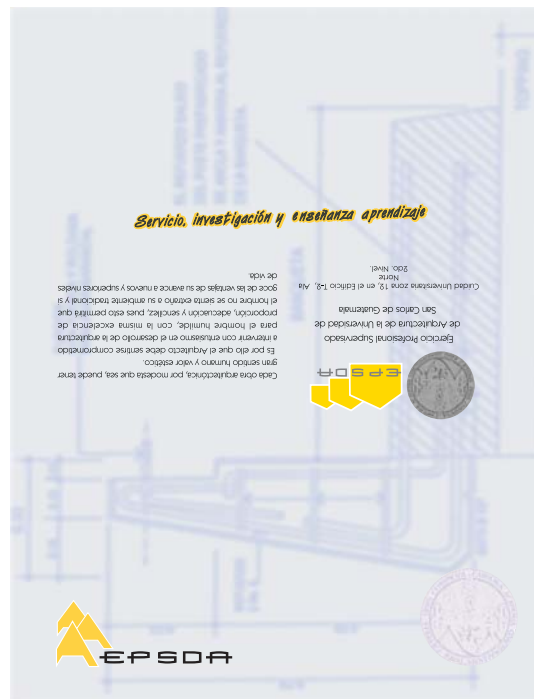 Servicio, investigación y enseñanza aprendizaje
EPSDA
Ejercicio Profesional Supervisado
de Arquitectura de la Universidad de
San Carlos de Guatemala
Ciudad Universitaria zona 12, en el Edificio T-2, Ala
Norte
2do. Nivel.
Cada obra arquitectónica, por modesta que sea, puede tener
gran sentido humano y valor estético.
Es por ello que el Arquitecto debe sentirse comprometido
a intervenir con entusiasmo en el desarrollo de la arquitectura
para el hombre humilde, con la misma excelencia de
proporción, adecuación y sencillez, pues esto permitirá que
el hombre no se sienta extraño a su ambiente tradicional y si
goce de las ventajas de su avance a nuevos y superiores niveles
de vida.
EPSDA
TOPPING
BANQUETA